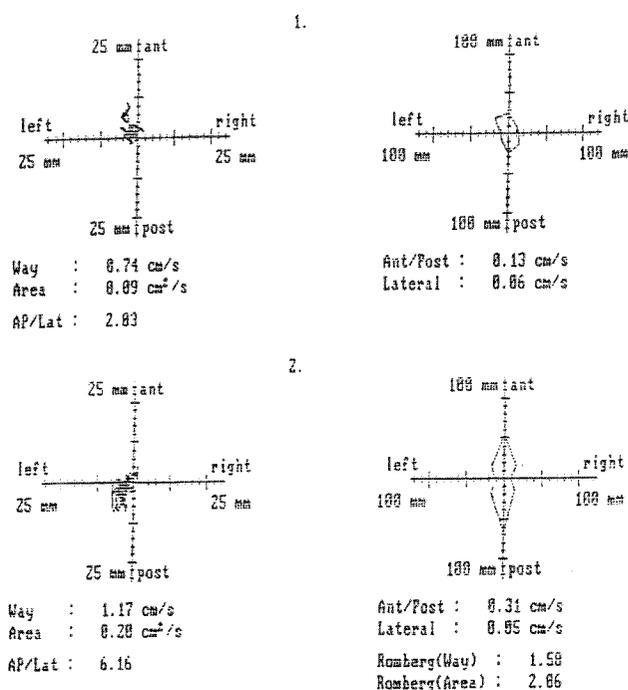 1.
25 mm ant
left right
25 mm 25 mm
25 mm post
100 mm ant
left right
100 mm 100 mm
100 mm post
Way : 0.74 cm/s
Area : 0.09 cm²/s
AP/Lat : 2.03
Ant/Post : 0.13 cm/s
Lateral : 0.06 cm/s
2.
25 mm ant
left right
25 mm 25 mm
25 mm post
100 mm ant
left right
100 mm 100 mm
100 mm post
Way : 1.17 cm/s
Area : 0.20 cm²/s
AP/Lat : 6.16
Ant/Post : 0.31 cm/s
Lateral : 0.05 cm/s
Romberg(Way) : 1.58
Romberg(Area) : 2.06